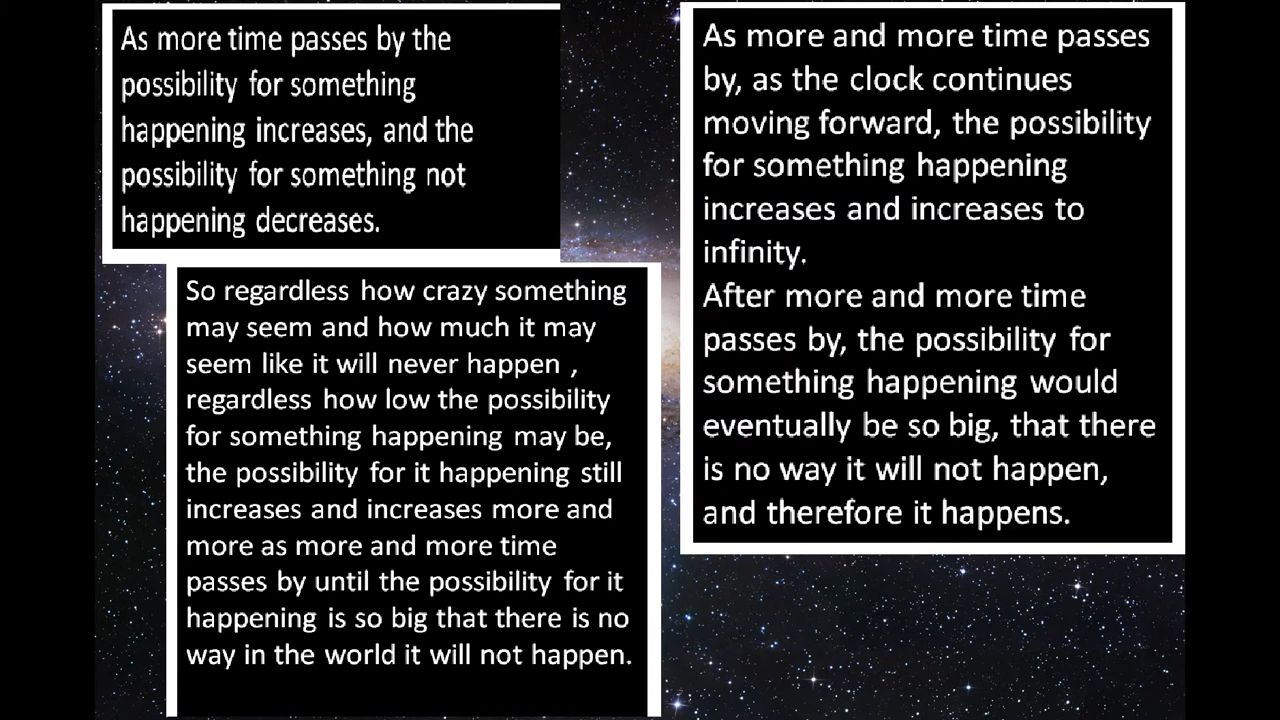 As more time passes by the
possibility for something
happening increases, and the
possibility for something not
happening decreases.
So regardless how crazy something
may seem and how much it may
seem like it will never happen ,
regardless how low the possibility
for something happening may be,
the possibility for it happening still
increases and increases more and
more as more and more time
passes by until the possibility for it
happening is so big that there is no
way in the world it will not happen.
As more and more time passes
by, as the clock continues
moving forward, the possibility
for something happening
increases and increases to
infinity.
After more and more time
passes by, the possibility for
something happening would
eventually be so big, that there
is no way it will not happen,
and therefore it happens.